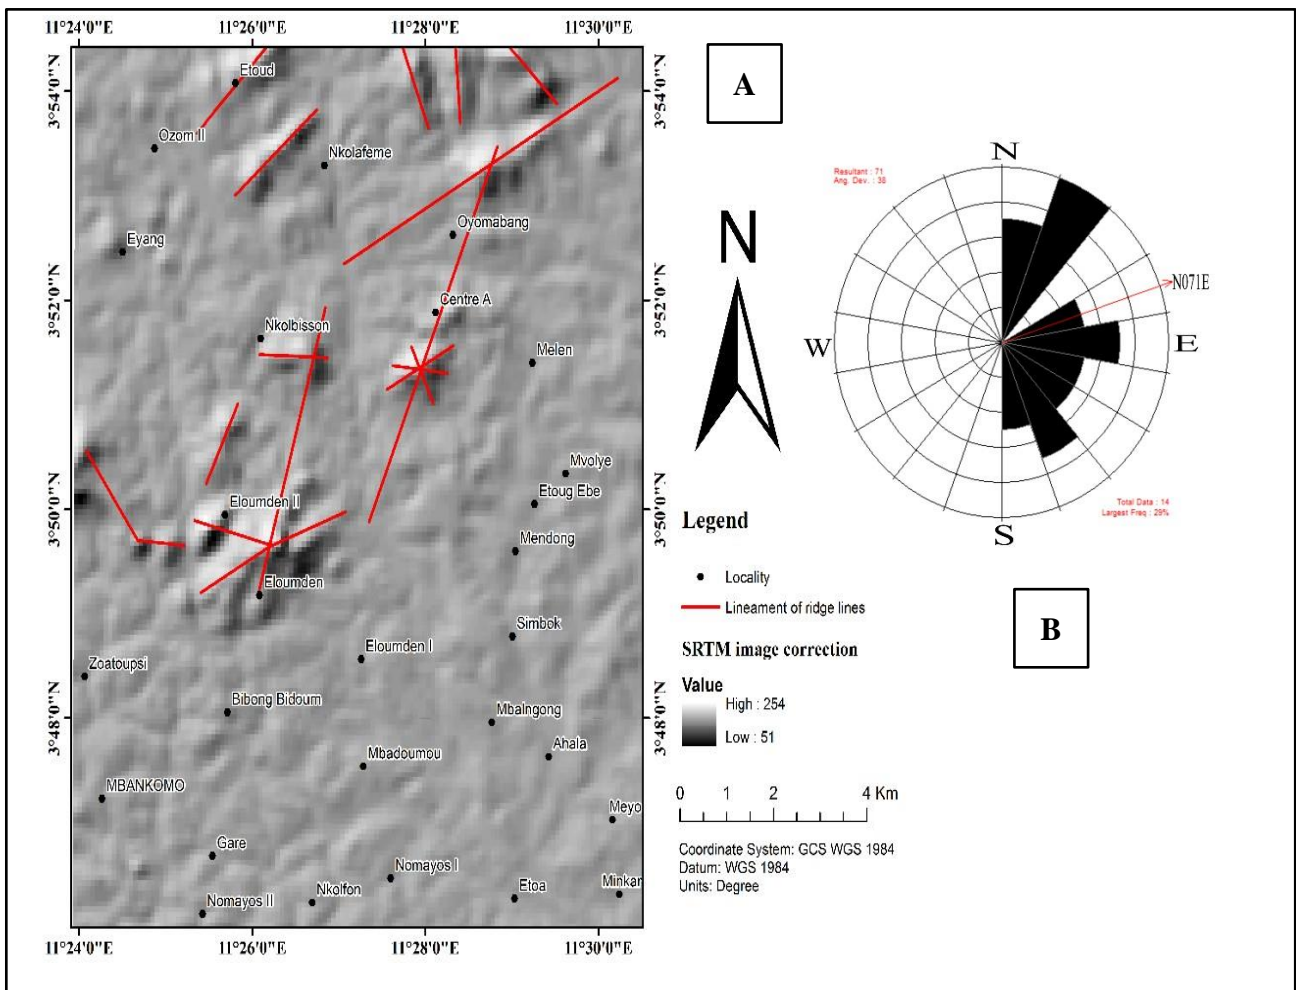 11°24'0"E 11°26'0"E 11°28'0"E 11°30'0"E
3°54'0"N
3°52'0"N
3°50'0"N
3°48'0"N
Etoud
Ozom II
Nkolafeme
Eyang
Oyomabang
Centre A
Nkolbisson
Melen
Mvolye
Etoug Ebe
Eloumden II
Mendong
Eloumden
Simbok
Eloumden I
Zoatoupsi
Bibong Bidoum
Mbalngong
Ahala
Mbadoumou
MBANKOMO
Meyo
Gare
Nomayos I
Nkolfon
Etoa
Minkan
Nomayos II
11°24'0"E 11°26'0"E 11°28'0"E 11°30'0"E
3°54'0"N
3°52'0"N
3°50'0"N
3°48'0"N
A
N
Legend
Locality
Lineament of ridge lines
SRTM image correction
Value
High : 254
Low : 51
0 1 2 4 Km
Coordinate System: GCS WGS 1984
Datum: WGS 1984
Units: Degree
Resultant : 71
Ang. Dev. : 38
N
N071E
W
E
S
Total Data : 14
Largest Freq : 29%
B